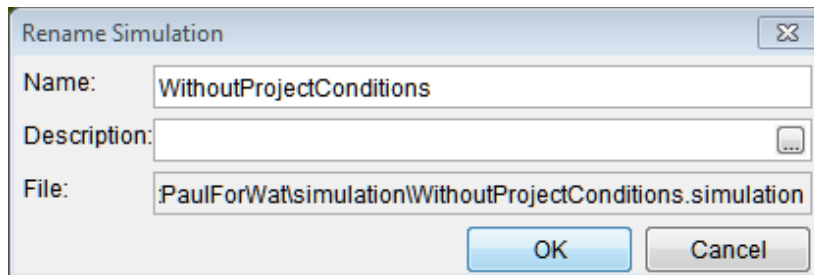 Rename Simulation
Name: WithoutProjectConditions
Description: ...
File: :PaulForWat\simulation\WithoutProjectConditions.simulation
OK Cancel